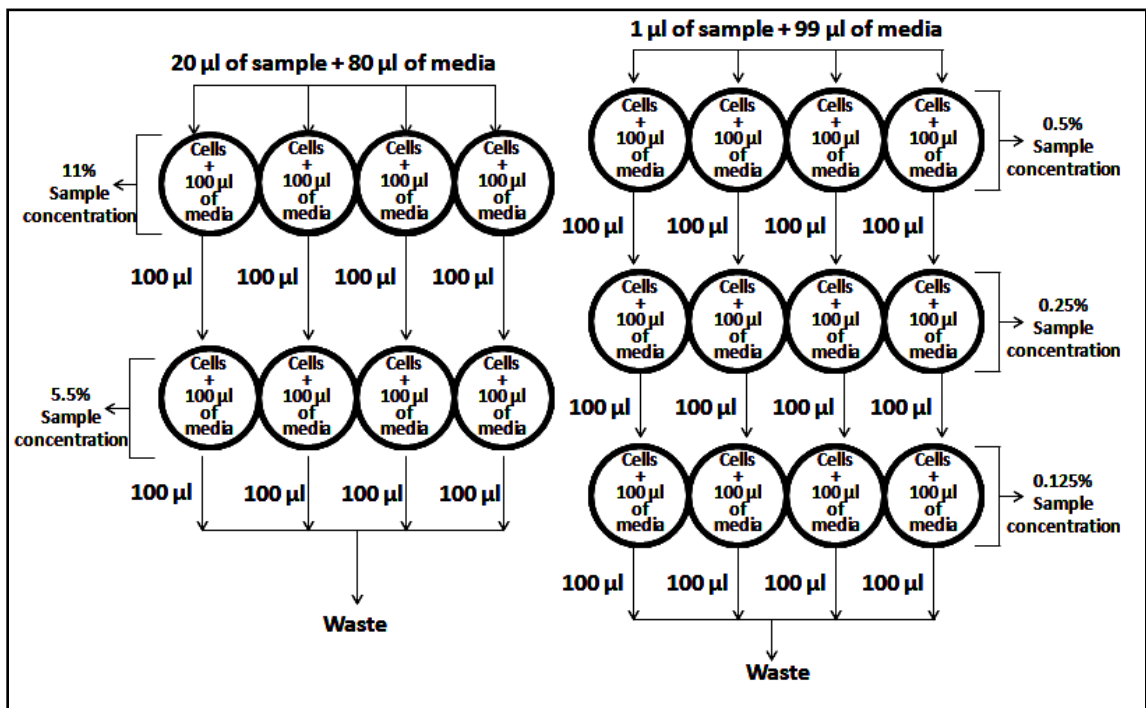 20 µl of sample + 80 µl of media
11%
Sample
concentration
Cells
+
100 µl
of
media
Cells
+
100 µl
of
media
Cells
+
100 µl
of
media
Cells
+
100 µl
of
media
100 µl
100 µl
100 µl
100 µl
5.5%
Sample
concentration
Cells
+
100 µl
of
media
Cells
+
100 µl
of
media
Cells
+
100 µl
of
media
Cells
+
100 µl
of
media
100 µl
100 µl
100 µl
100 µl
Waste
1 µl of sample + 99 µl of media
Cells
+
100 µl
of
media
Cells
+
100 µl
of
media
Cells
+
100 µl
of
media
Cells
+
100 µl
of
media
0.5%
Sample
concentration
100 µl
100 µl
100 µl
100 µl
Cells
+
100 µl
of
media
Cells
+
100 µl
of
media
Cells
+
100 µl
of
media
Cells
+
100 µl
of
media
0.25%
Sample
concentration
100 µl
100 µl
100 µl
100 µl
Cells
+
100 µl
of
media
Cells
+
100 µl
of
media
Cells
+
100 µl
of
media
Cells
+
100 µl
of
media
0.125%
Sample
concentration
100 µl
100 µl
100 µl
100 µl
Waste